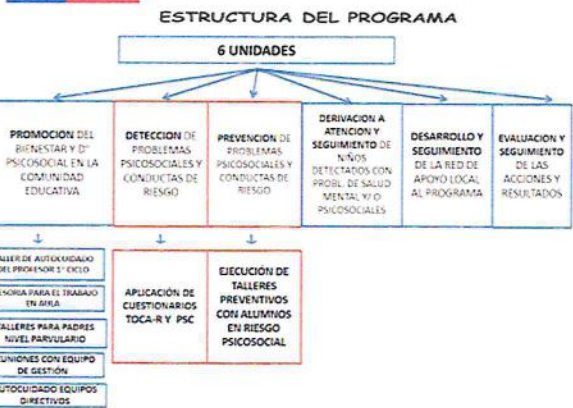 ESTRUCTURA DEL PROGRAMA
6 UNIDADES
PROMOCION DEL
BIENESTAR Y Dº
PSICOSOCIAL EN LA
COMUNIDAD
EDUCATIVA
DETECCION DE
PROBLEMAS
PSICOSOCIALES Y
CONDUCTAS DE
RIESGO
PREVENCION DE
PROBLEMAS
PSICOSOCIALES Y
CONDUCTAS DE
RIESGO
DERIVACION A
ATENCION Y
SEGUIMIENTO DE
NIÑOS
DETECTADOS CON
PROBL. DE SALUD
MENTAL Y/O
PSICOSOCIALES
DESARROLLO Y
SEGUIMIENTO
DE LA RED DE
APOYO LOCAL
AL PROGRAMA
EVALUACION Y
SEGUIMIENTO
DE LAS
ACCIONES Y
RESULTADOS
ALLER DE AUTOCUIDADO
DEL PROFESOR 1º CICLO
ESORIA PARA EL TRABAJO
EN AULA
TALLERES PARA PADRES
NIVEL PARVULARIO
EUNIONES CON EQUIPO
DE GESTIÓN
UTOCUIDADO EQUIPOS
DIRECTIVOS
APLICACIÓN DE
CUESTIONARIOS
TOCA-R Y PSC
EJECUCIÓN DE
TALLERES
PREVENTIVOS
CON ALUMNOS
EN RIESGO
PSICOSOCIAL